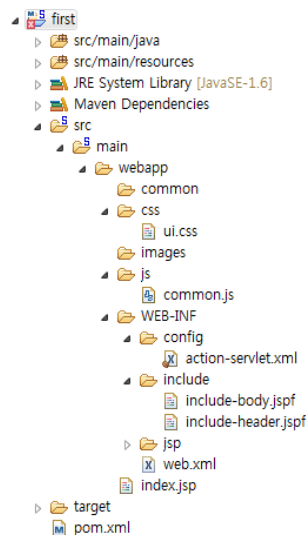 first
src/main/java
src/main/resources
JRE System Library [JavaSE-1.6]
Maven Dependencies
src
main
webapp
common
css
ui.css
images
js
common.js
WEB-INF
config
action-servlet.xml
include
include-body.jspf
include-header.jspf
jsp
web.xml
index.jsp
target
pom.xml